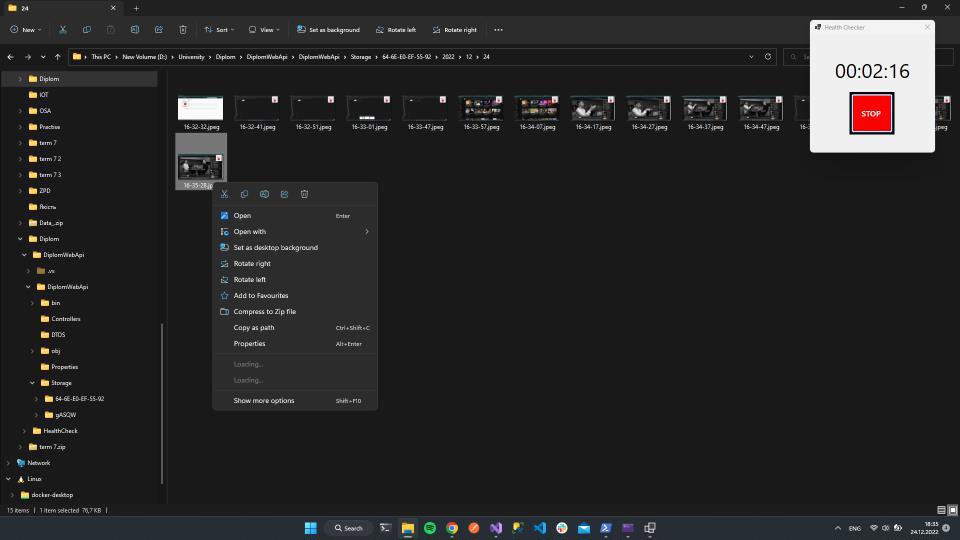 24
New
Sort
View
Set as background
Rotate left
Rotate right
This PC > New Volume (D:) > University > Diplom > DiplomWebApi > DiplomWebApi > Storage > 64-6E-E0-EF-55-92 > 2022 > 12 > 24
Health Checker
00:02:16
STOP
Diplom
IOT
OSA
Practise
term 7
term 7 2
term 7 3
ZPD
Якість
Data_.zip
Diplom
DiplomWebApi
.vs
DiplomWebApi
bin
Controllers
DTOS
obj
Properties
Storage
64-6E-E0-EF-55-92
gASQW
HealthCheck
term 7.zip
Network
Linux
docker-desktop
16-32-32.jpeg
16-32-41.jpeg
16-32-51.jpeg
16-33-01.jpeg
16-33-47.jpeg
16-33-57.jpeg
16-34-07.jpeg
16-34-17.jpeg
16-34-27.jpeg
16-34-37.jpeg
16-34-47.jpeg
16-35-28.jp
Open Enter
Open with
Set as desktop background
Rotate right
Rotate left
Add to Favourites
Compress to Zip file
Copy as path Ctrl+Shift+C
Properties Alt+Enter
Loading...
Loading...
Show more options Shift+F10
15 items | 1 item selected 76,7 KB |
Search
ENG
18:35
24.12.2022